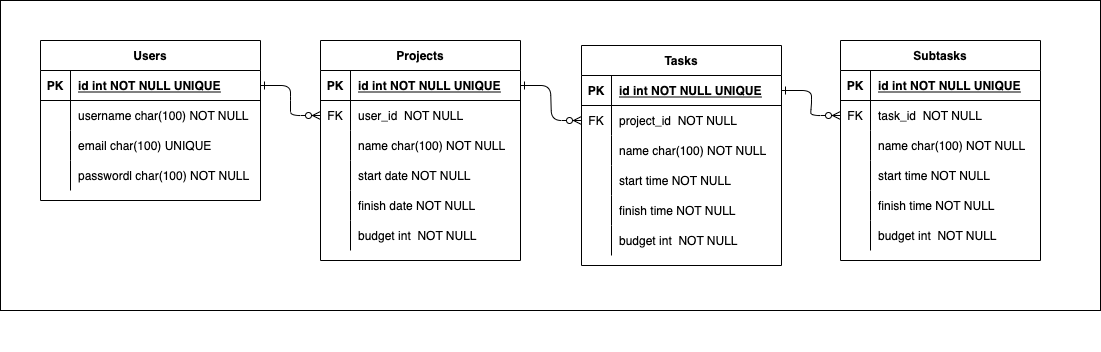 Users
PK id int NOT NULL UNIQUE
username char(100) NOT NULL
email char(100) UNIQUE
passwordl char(100) NOT NULL
Projects
PK id int NOT NULL UNIQUE
FK user_id NOT NULL
name char(100) NOT NULL
start date NOT NULL
finish date NOT NULL
budget int NOT NULL
Tasks
PK id int NOT NULL UNIQUE
FK project_id NOT NULL
name char(100) NOT NULL
start time NOT NULL
finish time NOT NULL
budget int NOT NULL
Subtasks
PK id int NOT NULL UNIQUE
FK task_id NOT NULL
name char(100) NOT NULL
start time NOT NULL
finish time NOT NULL
budget int NOT NULL